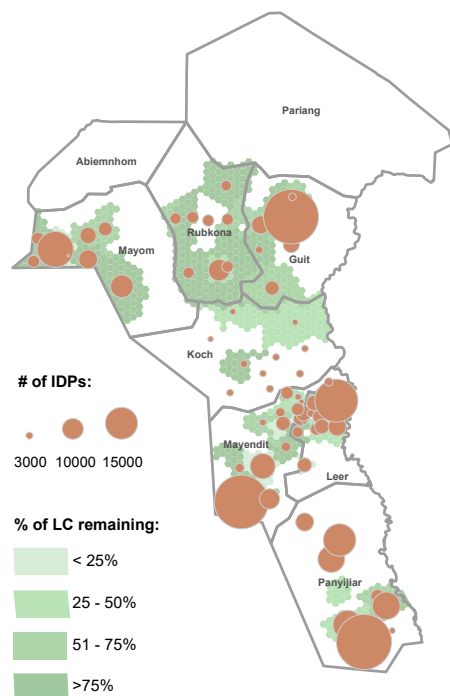 Pariang
Abiemnhom
Rubkona
Mayom
Guit
Koch
# of IDPs:
3000 10000 15000
Mayendit
Leer
% of LC remaining:
< 25%
25 - 50%
Panyijiar
51 - 75%
>75%